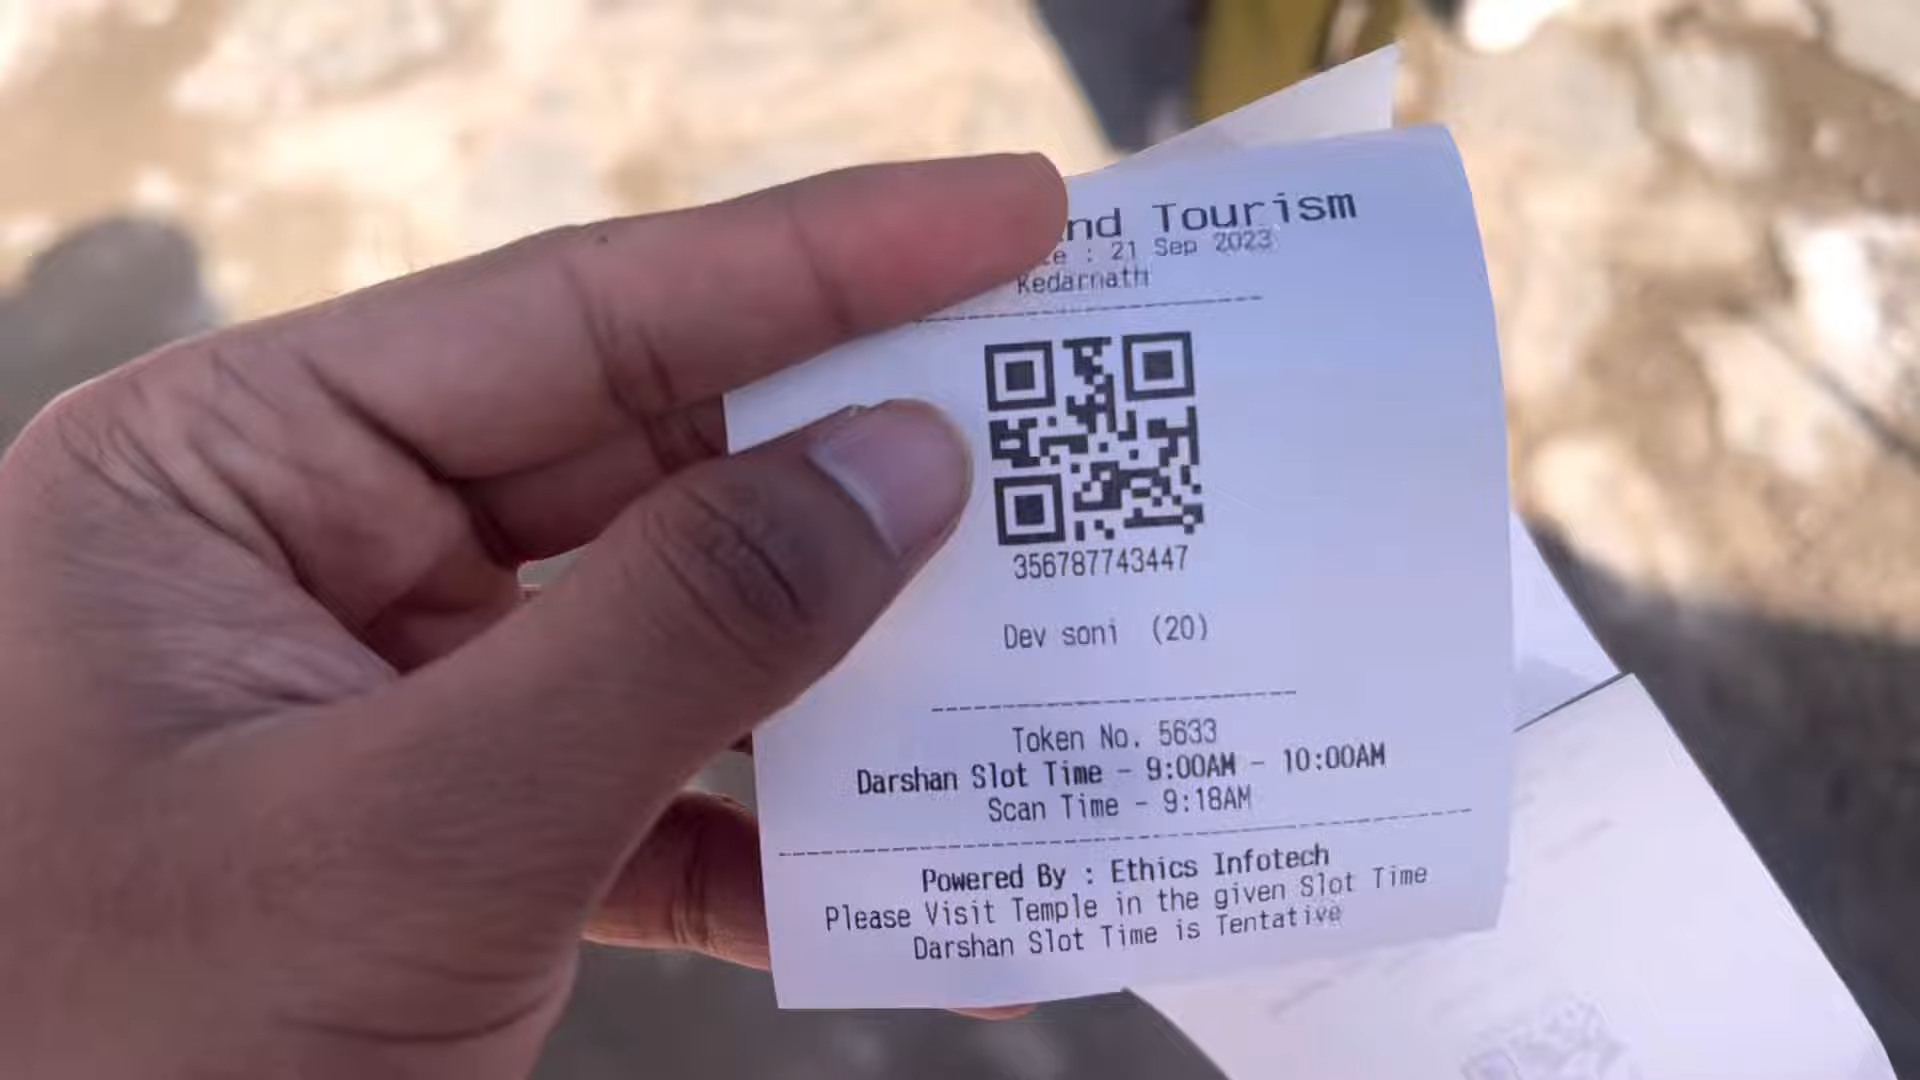 Tourism
: 21 Sep 2023
Kedarnath
356787743447
Dev soni (20)
Token No. 5633
Darshan Slot Time - 9:00AM - 10:00AM
Scan Time - 9:18AM
Powered By : Ethics Infotech
Please Visit Temple in the given Slot Time
Darshan Slot Time is Tentative